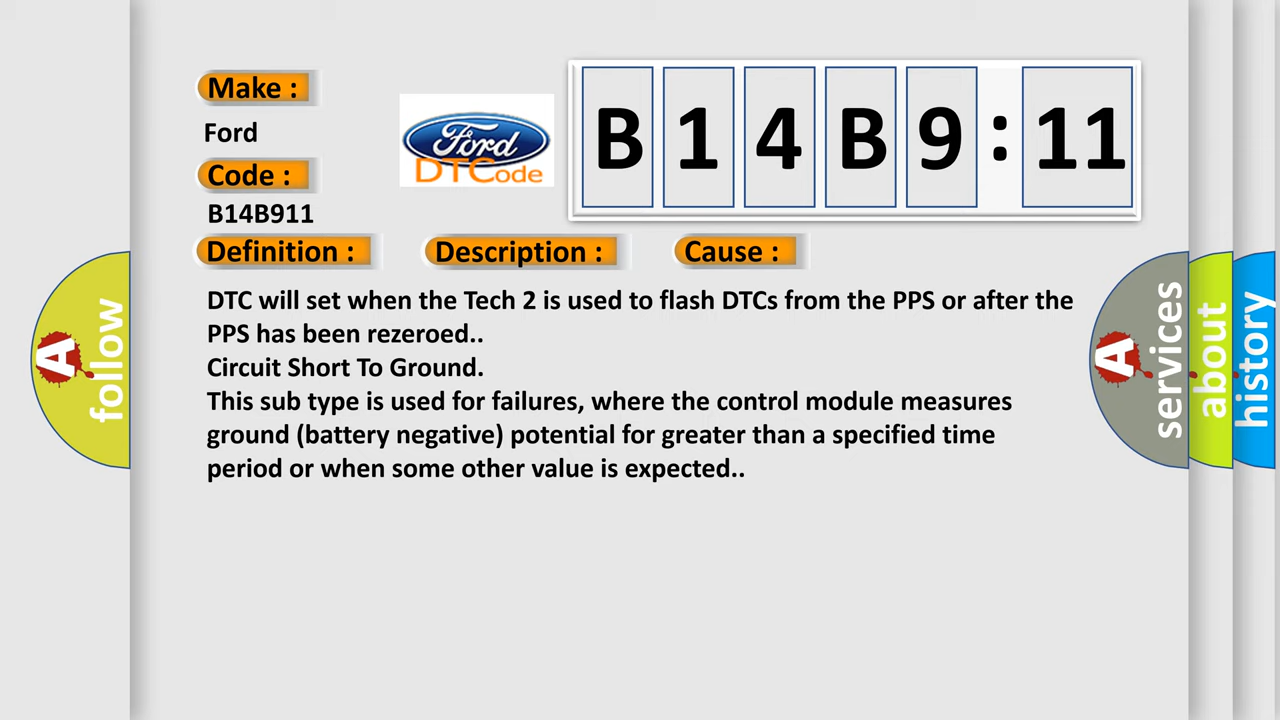 Make :
Ford
Code :
B14B911
Ford
DTCode
B 1 4 B 9 : 11
Definition :
Description :
Cause :
DTC will set when the Tech 2 is used to flash DTCs from the PPS or after the
PPS has been rezeroed..
Circuit Short To Ground.
This sub type is used for failures, where the control module measures
ground (battery negative) potential for greater than a specified time
period or when some other value is expected..
A
follow
A
services
about
history